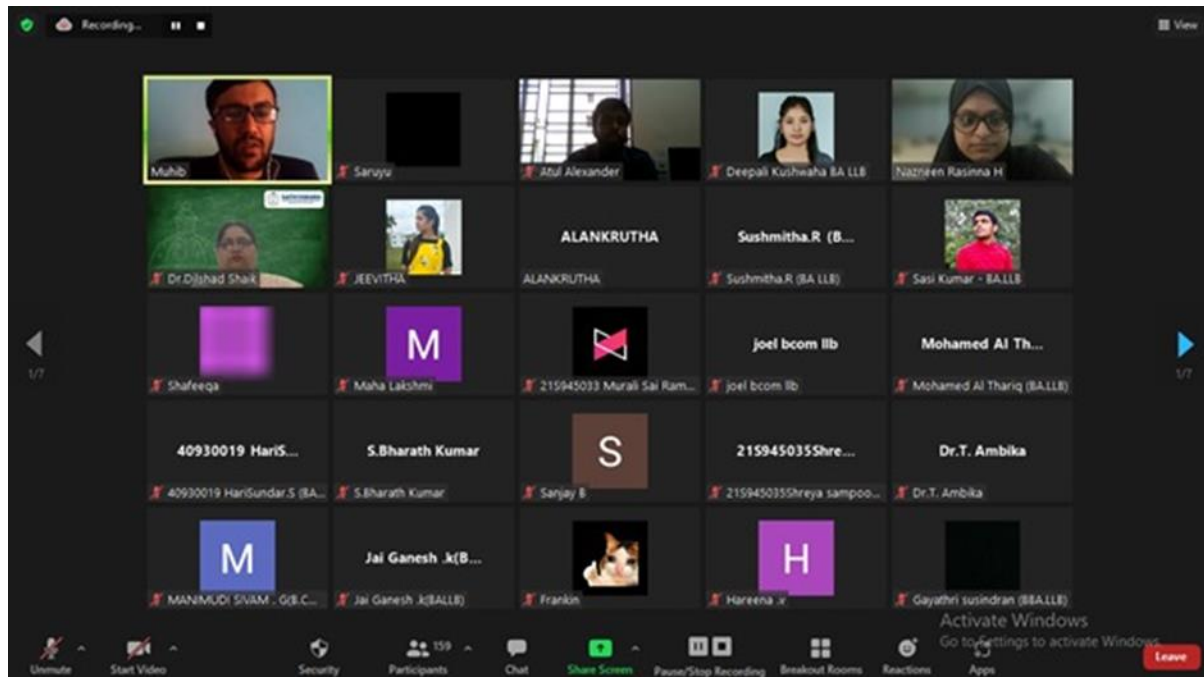 Recording...
View
Muhib
Saruyu
Atul Alexander
Deepali Kushwaha BA LLB
Nazneen Rasinna H
Dr.Dilshad Shaik
JEEVITHA
ALANKRUTHA
ALANKRUTHA
Sushmitha.R (B...
Sushmitha.R (BA LLB)
Sasi Kumar - BA.LLB
Shafeeqa
M
Maha Lakshmi
21S945033 Murali Sai Ram...
joel bcom llb
joel bcom llb
Mohamed Al Th...
Mohamed Al Thariq (BA.LLB)
1/7
1/7
40930019 HariS...
40930019 HariSundar.S (BA...
S.Bharath Kumar
S.Bharath Kumar
S
Sanjay B
21S945035Shre...
21S945035Shreya sampoo...
Dr.T. Ambika
Dr.T. Ambika
M
MANIMUDI SIVAM . G(B.C...
Jai Ganesh .k(B...
Jai Ganesh .k(BALLB)
Frankin
H
Hareena .v
Gayathri susindran (BBA.LLB)
Activate Windows
Go to Settings to activate Windows.
Unmute
Start Video
Security
159
Participants
Chat
Share Screen
Pause/Stop Recording
Breakout Rooms
Reactions
Apps
Leave